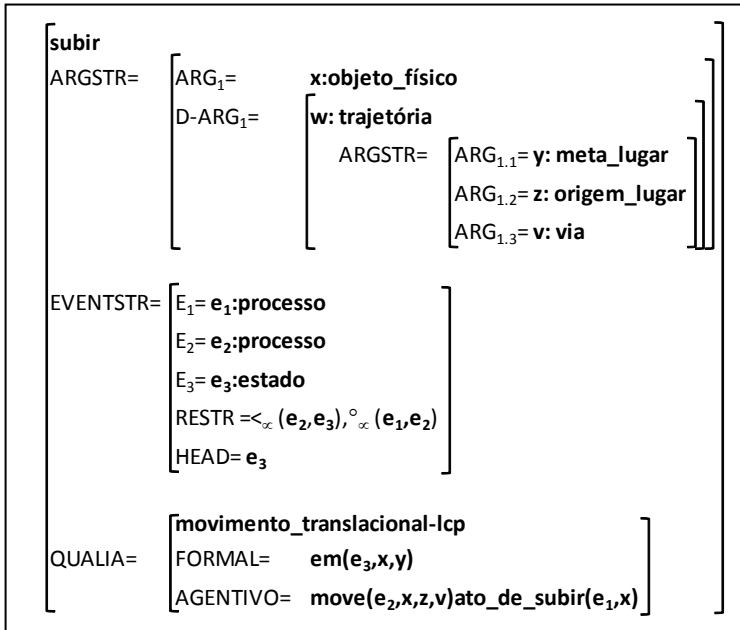 subir
ARGSTR= ARG₁= x:objeto_físico
D-ARG₁= w: trajetória
ARGSTR= ARG₁.₁= y: meta_lugar
ARG₁.₂= z: origem_lugar
ARG₁.₃= v: via
EVENTSTR= E₁= e₁:processo
E₂= e₂:processo
E₃= e₃:estado
RESTR =<∝ (e₂,e₃),°∝ (e₁,e₂)
HEAD= e₃
movimento_translacional-lcp
QUALIA= FORMAL= em(e₃,x,y)
AGENTIVO= move(e₂,x,z,v)ato_de_subir(e₁,x)